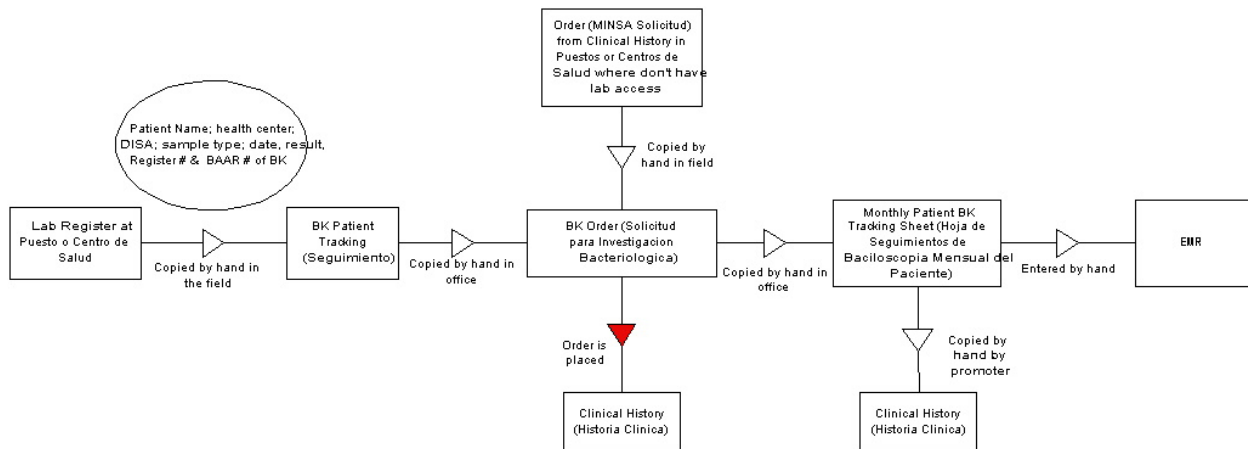 Order (MINSA Solicitud)
from Clinical History in
Puestos or Centros de
Salud where don't have
lab access
Patient Name; health center;
DISA; sample type; date, result,
Register # & BAAR # of BK
Copied by
hand in field
Lab Register at
Puesto o Centro de
Salud
Copied by hand in
the field
BK Patient
Tracking
(Seguimiento)
Copied by hand in
office
BK Order (Solicitud
para Investigacion
Bacteriologica)
Copied by hand in
office
Monthly Patient BK
Tracking Sheet (Hoja de
Seguimientos de
Baciloscopia Mensual del
Paciente)
Entered by hand
EMR
Order is
placed
Copied by
hand by
promoter
Clinical History
(Historia Clinica)
Clinical History
(Historia Clinica)